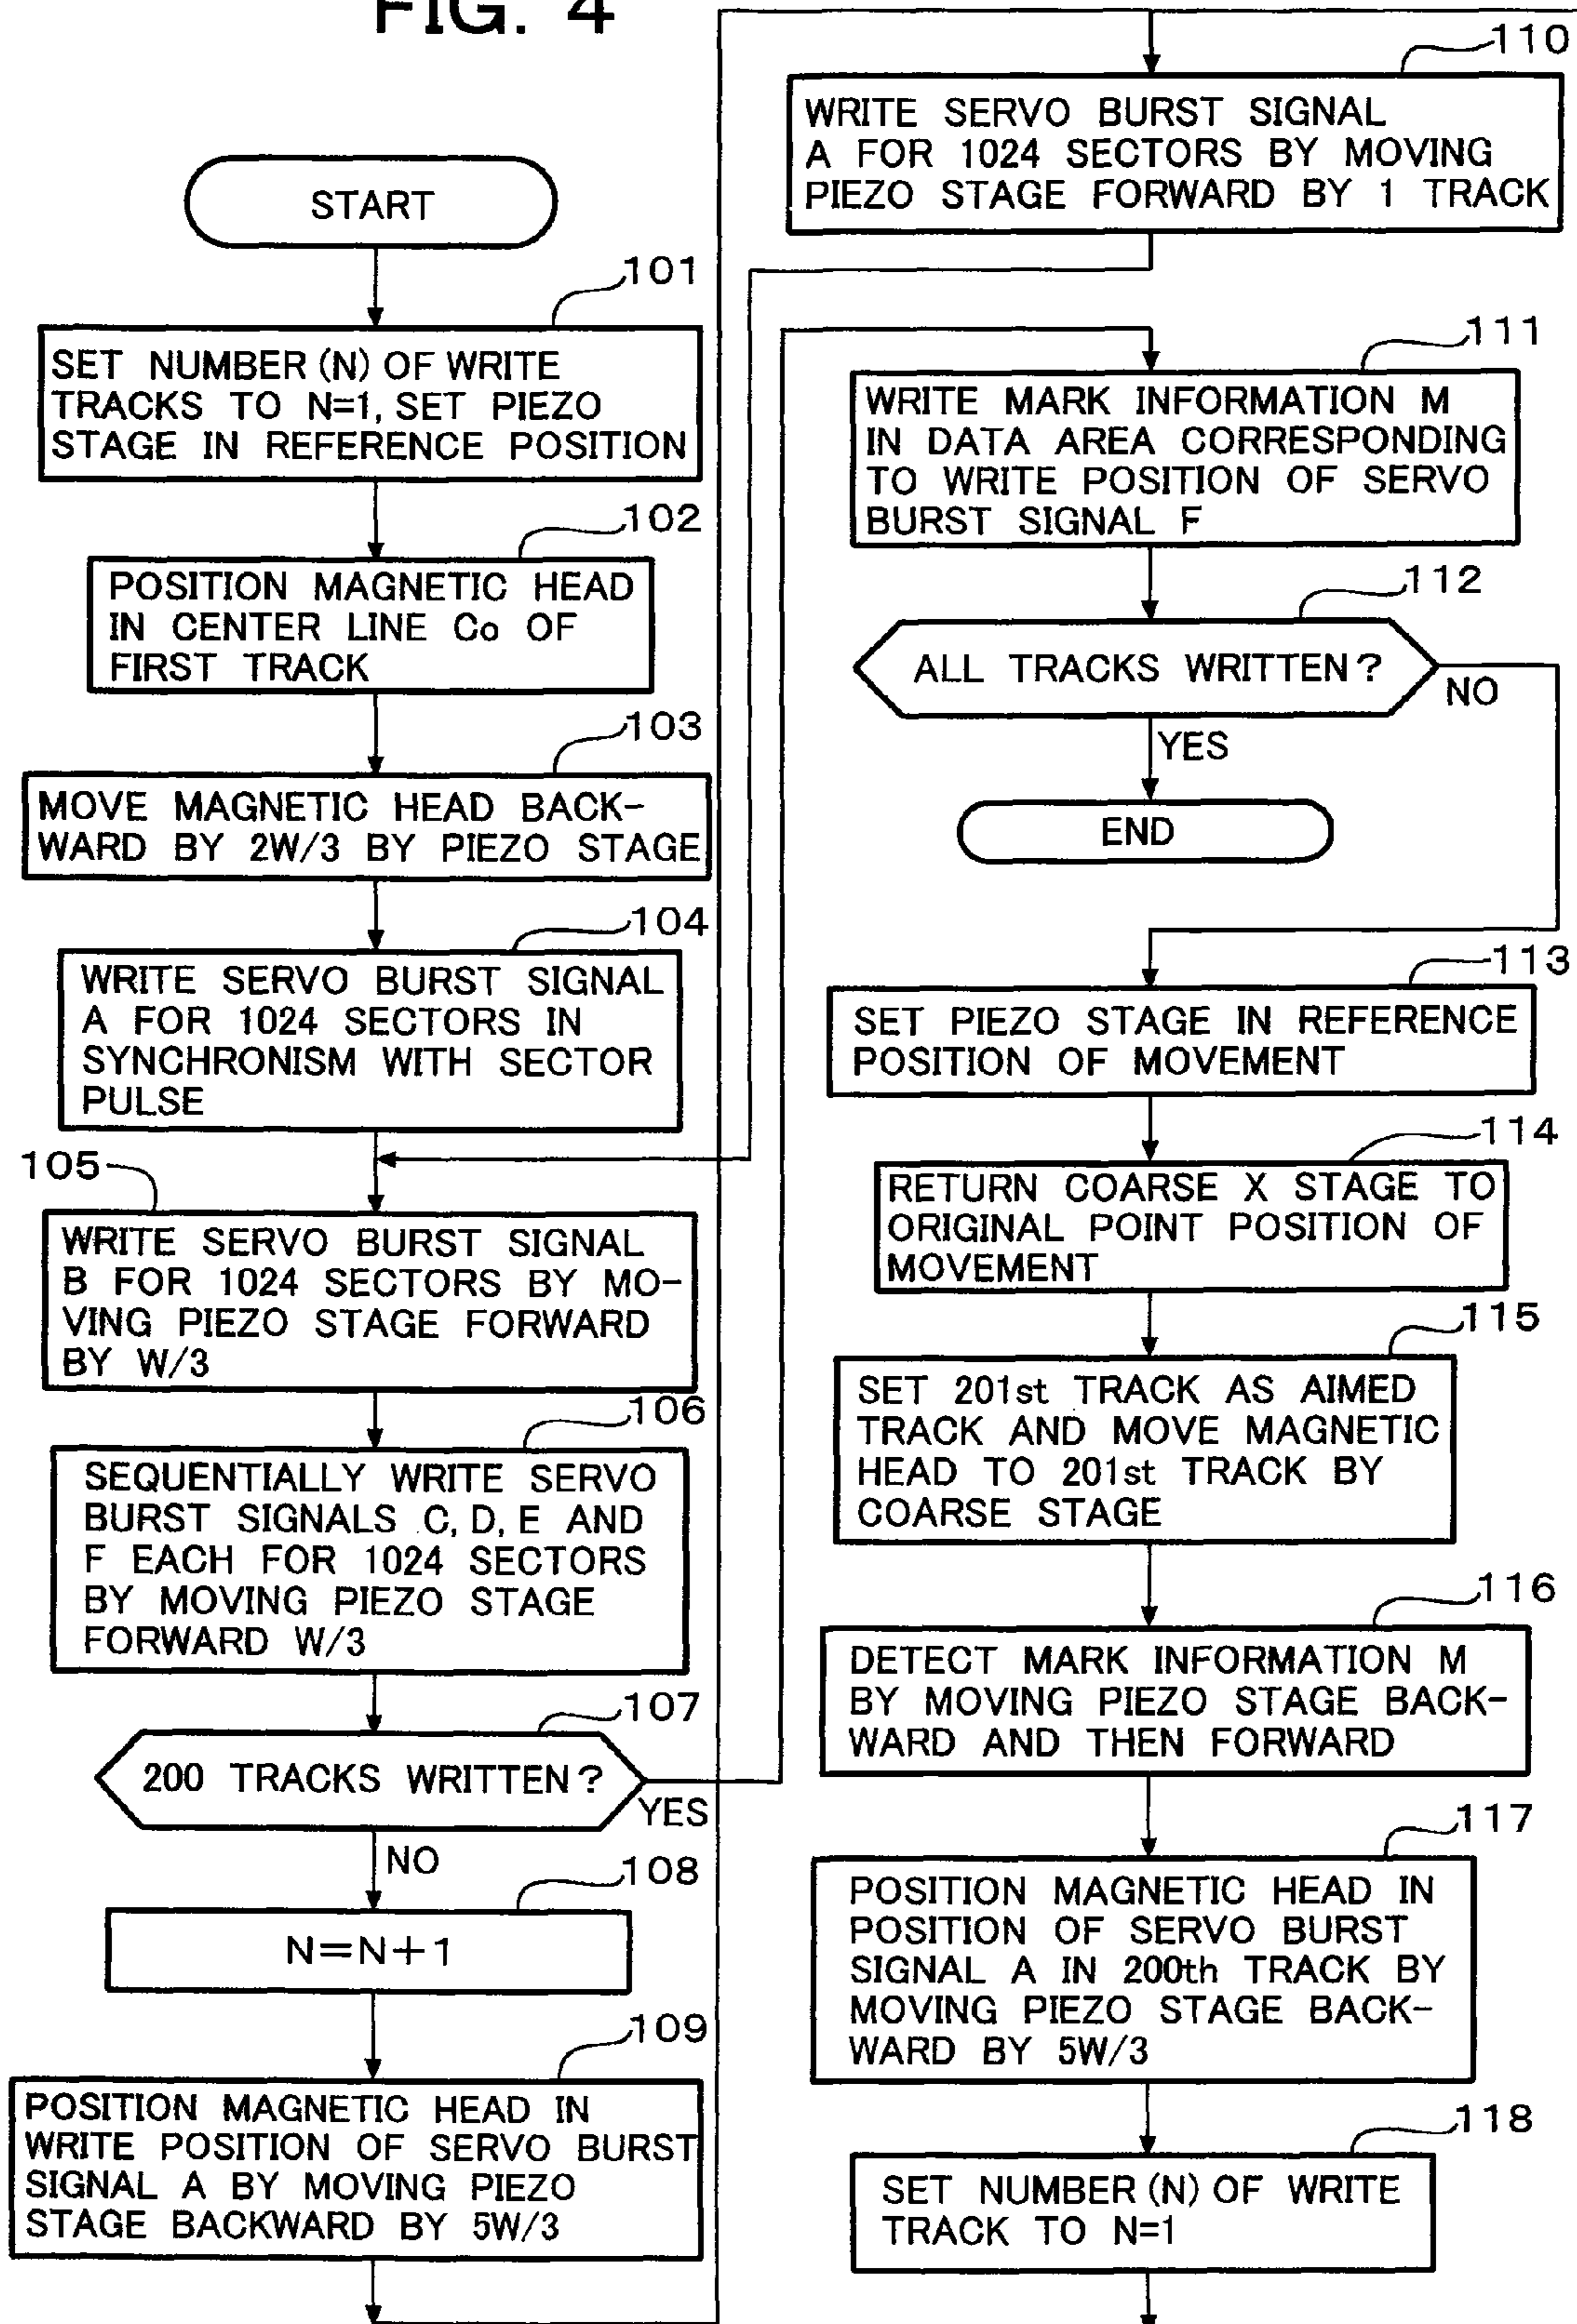 FIG. 4
START
101
SET NUMBER (N) OF WRITE
TRACKS TO N=1, SET PIEZO
STAGE IN REFERENCE POSITION
102
POSITION MAGNETIC HEAD
IN CENTER LINE Co OF
FIRST TRACK
103
MOVE MAGNETIC HEAD BACK-
WARD BY 2W/3 BY PIEZO STAGE
104
WRITE SERVO BURST SIGNAL
A FOR 1024 SECTORS IN
SYNCHRONISM WITH SECTOR
PULSE
105
WRITE SERVO BURST SIGNAL
B FOR 1024 SECTORS BY MO-
VING PIEZO STAGE FORWARD
BY W/3
106
SEQUENTIALLY WRITE SERVO
BURST SIGNALS C, D, E AND
F EACH FOR 1024 SECTORS
BY MOVING PIEZO STAGE
FORWARD W/3
107
200 TRACKS WRITTEN?
YES
NO
108
N=N+1
109
POSITION MAGNETIC HEAD IN
WRITE POSITION OF SERVO BURST
SIGNAL A BY MOVING PIEZO
STAGE BACKWARD BY 5W/3
110
WRITE SERVO BURST SIGNAL
A FOR 1024 SECTORS BY MOVING
PIEZO STAGE FORWARD BY 1 TRACK
111
WRITE MARK INFORMATION M
IN DATA AREA CORRESPONDING
TO WRITE POSITION OF SERVO
BURST SIGNAL F
112
ALL TRACKS WRITTEN?
NO
YES
END
113
SET PIEZO STAGE IN REFERENCE
POSITION OF MOVEMENT
114
RETURN COARSE X STAGE TO
ORIGINAL POINT POSITION OF
MOVEMENT
115
SET 201st TRACK AS AIMED
TRACK AND MOVE MAGNETIC
HEAD TO 201st TRACK BY
COARSE STAGE
116
DETECT MARK INFORMATION M
BY MOVING PIEZO STAGE BACK-
WARD AND THEN FORWARD
117
POSITION MAGNETIC HEAD IN
POSITION OF SERVO BURST
SIGNAL A IN 200th TRACK BY
MOVING PIEZO STAGE BACK-
WARD BY 5W/3
118
SET NUMBER (N) OF WRITE
TRACK TO N=1